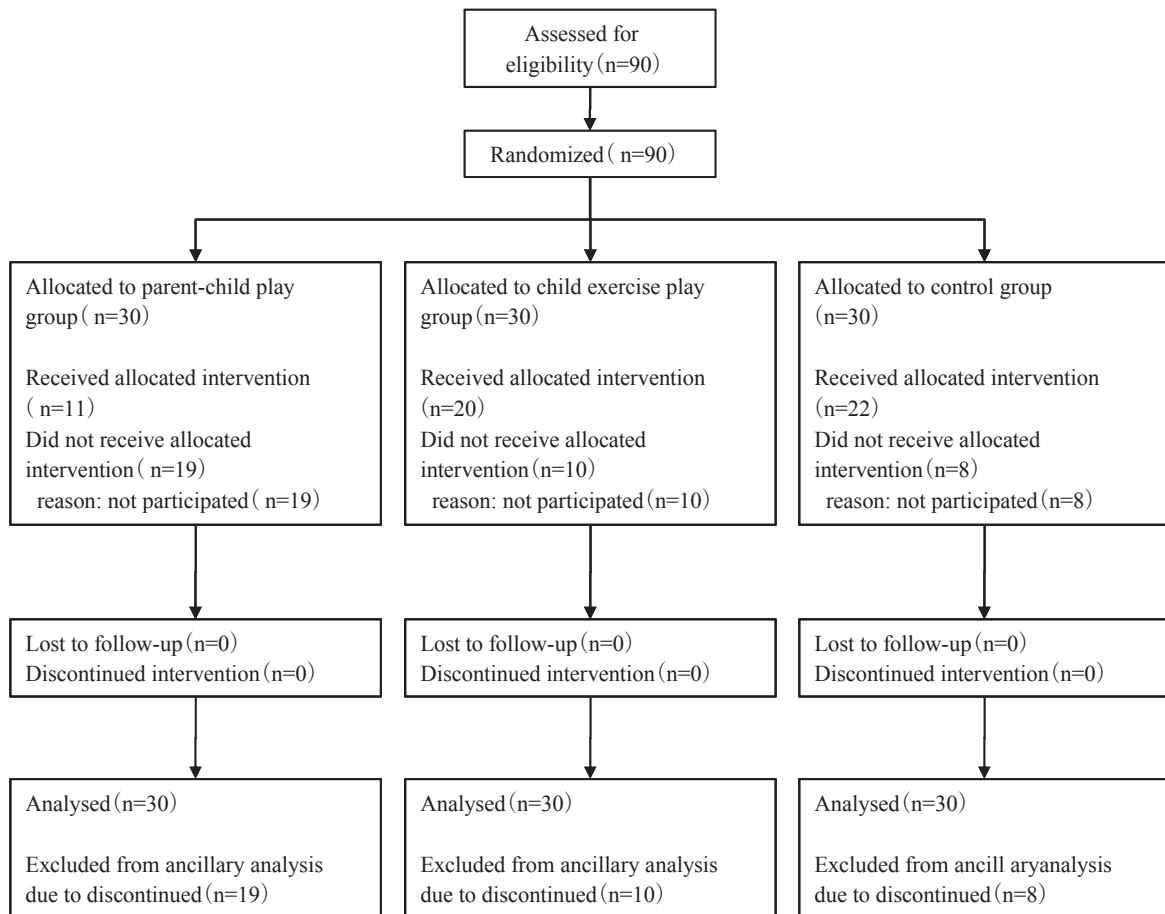 Assessed for
eligibility(n=90)
Randomized( n=90)
Allocated to parent-child play
group( n=30)
Received allocated intervention
( n=11)
Did not receive allocated
intervention( n=19)
reason: not participated( n=19)
Allocated to child exercise play
group(n=30)
Received allocated intervention
(n=20)
Did not receive allocated
intervention(n=10)
reason: not participated(n=10)
Allocated to control group
(n=30)
Received allocated intervention
(n=22)
Did not receive allocated
intervention(n=8)
reason: not participated(n=8)
Lost to follow-up(n=0)
Discontinued intervention(n=0)
Lost to follow-up(n=0)
Discontinued intervention(n=0)
Lost to follow-up(n=0)
Discontinued intervention(n=0)
Analysed(n=30)
Excluded from ancillary analysis
due to discontinued(n=19)
Analysed(n=30)
Excluded from ancillary analysis
due to discontinued(n=10)
Analysed(n=30)
Excluded from ancill aryanalysis
due to discontinued(n=8)